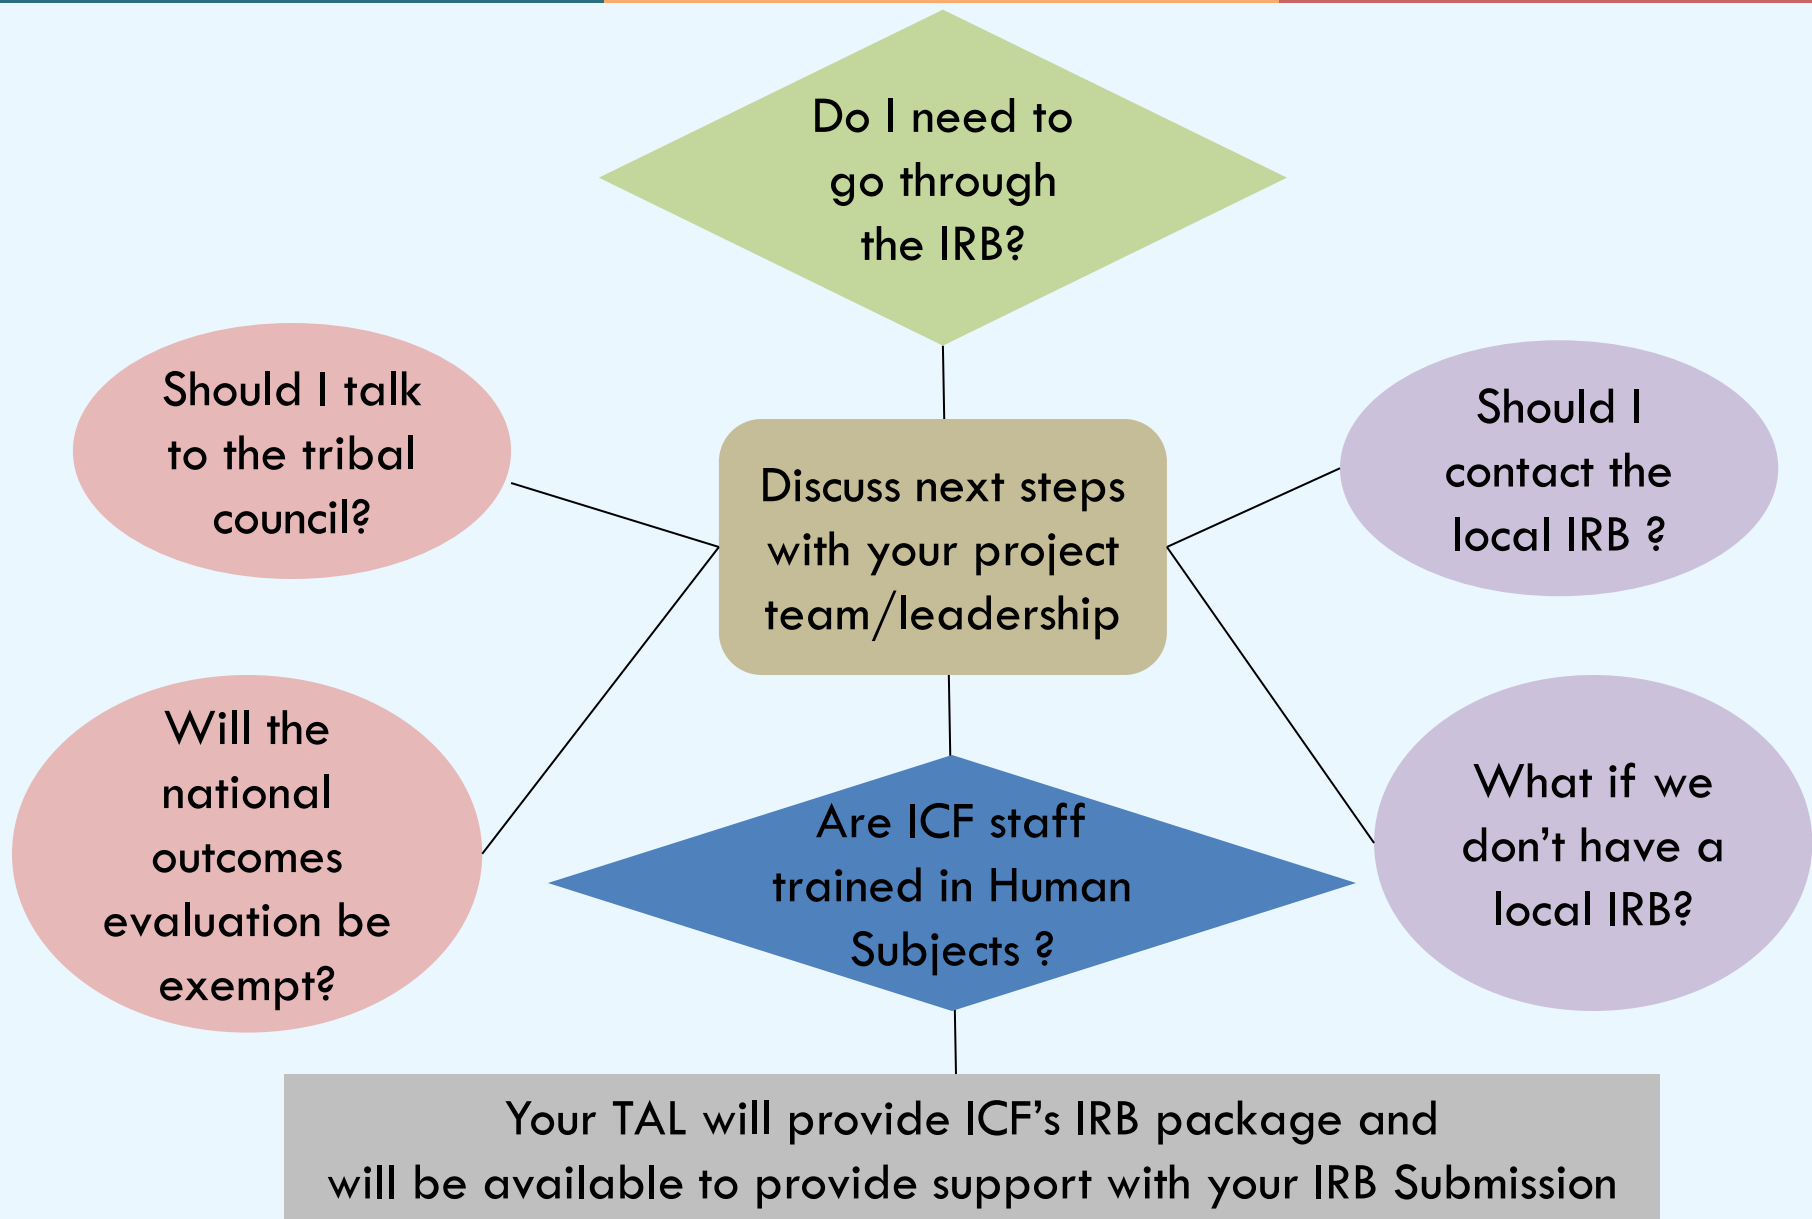 Do I need to
go through
the IRB?
Should I talk
to the tribal
council?
Should I
contact the
local IRB ?
Discuss next steps
with your project
team/leadership
Will the
national
outcomes
evaluation be
exempt?
Are ICF staff
trained in Human
Subjects ?
What if we
don’t have a
local IRB?
Your TAL will provide ICF’s IRB package and
will be available to provide support with your IRB Submission